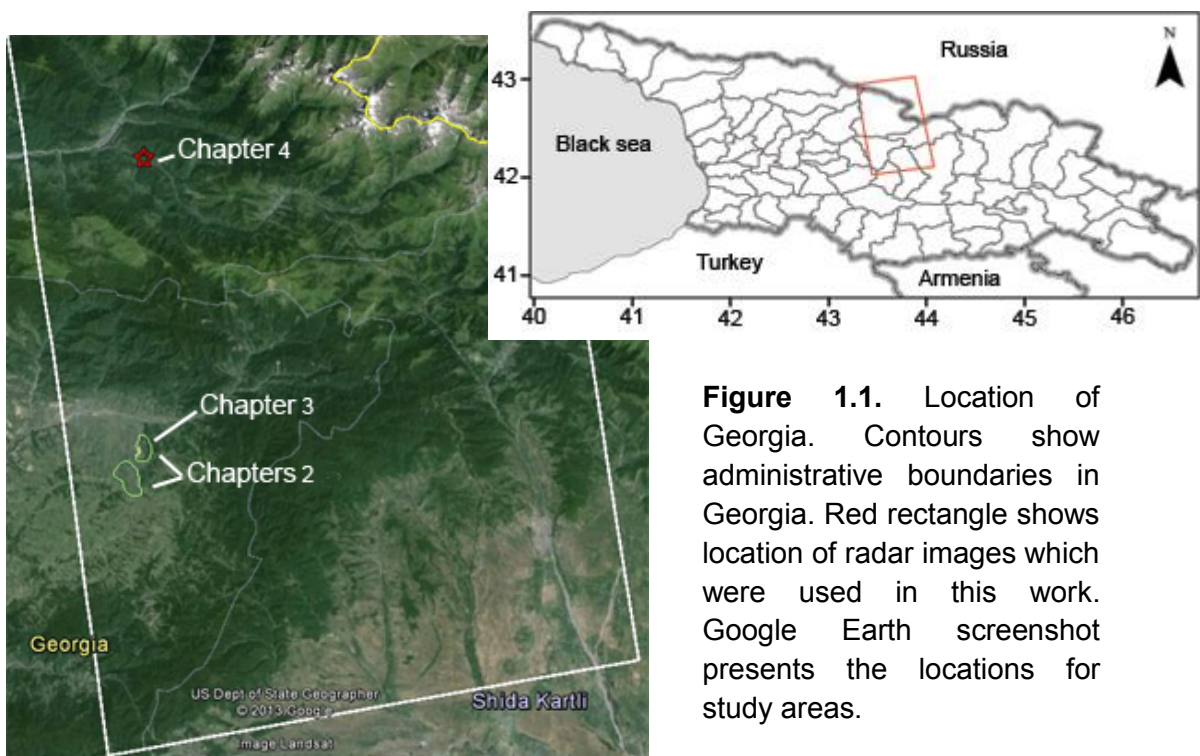 Chapter 4
Chapter 3
Chapters 2
Georgia
US Dept of State Geographer
© 2013 Google
Image Landsat
Shida Kartli
N
Russia
43
Black sea
42
Turkey
Armenia
41
40 41 42 43 44 45 46
Figure 1.1. Location of
Georgia. Contours show
administrative boundaries in
Georgia. Red rectangle shows
location of radar images which
were used in this work.
Google Earth screenshot
presents the locations for
study areas.